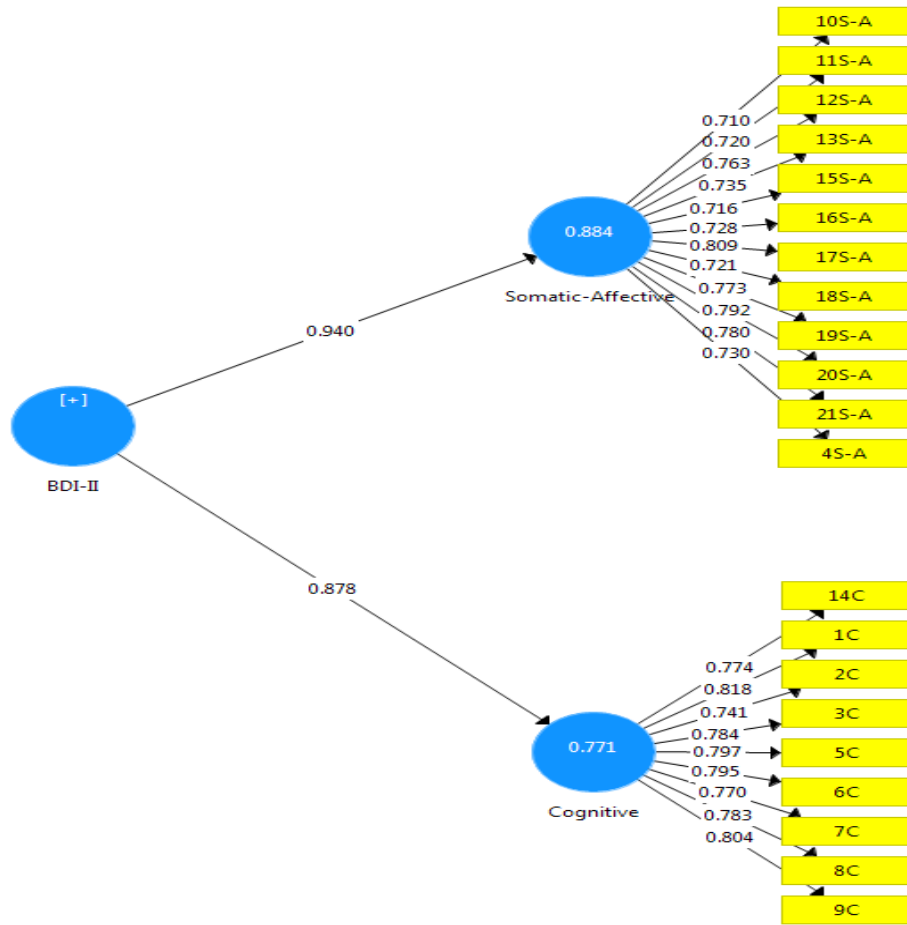 10S-A
11S-A
12S-A
13S-A
15S-A
16S-A
17S-A
18S-A
19S-A
20S-A
21S-A
4S-A
0.710
0.720
0.763
0.735
0.716
0.728
0.809
0.721
0.773
0.792
0.780
0.730
0.884
Somatic-Affective
0.940
[+]
BDI-II
0.878
14C
1C
2C
3C
5C
6C
7C
8C
9C
0.774
0.818
0.741
0.784
0.797
0.795
0.770
0.783
0.804
0.771
Cognitive